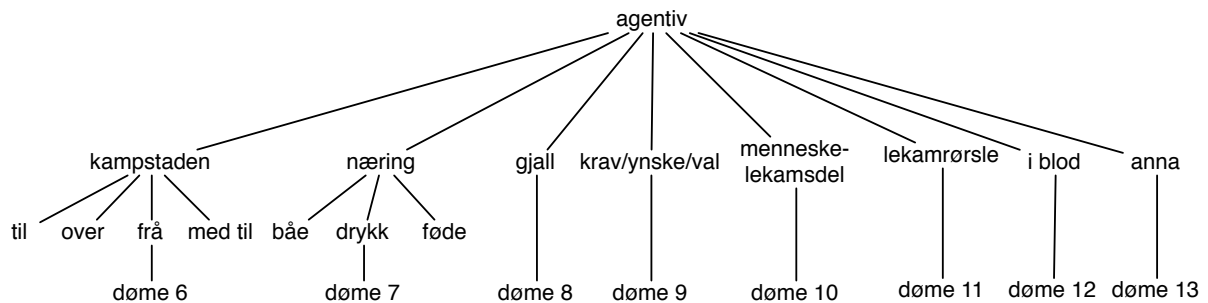 agentiv
kampstaden næring gjall krav/ynske/val menneske-
lekamsdel lekamrørsle i blod anna
til over frå med til båe drykk føde
døme 6 døme 7 døme 8 døme 9 døme 10 døme 11 døme 12 døme 13